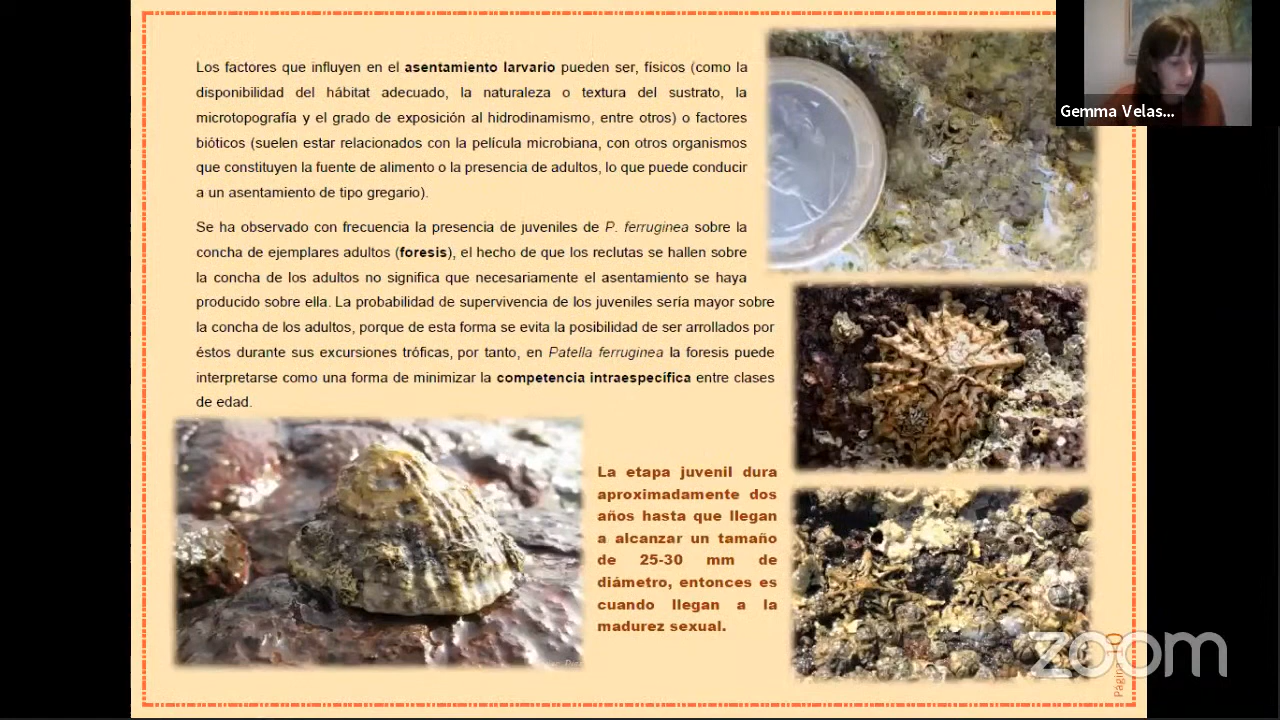 Los factores que influyen en el asentamiento larvario pueden ser, físicos (como la
disponibilidad del hábitat adecuado, la naturaleza o textura del sustrato, la
microtopografía y el grado de exposición al hidrodinamismo, entre otros) o factores
bióticos (suelen estar relacionados con la película microbiana, con otros organismos
que constituyen la fuente de alimento o la presencia de adultos, lo que puede conducir
a un asentamiento de tipo gregario).
Se ha observado con frecuencia la presencia de juveniles de P. ferruginea sobre la
concha de ejemplares adultos (foresis), el hecho de que los reclutas se hallen sobre
la concha de los adultos no significa que necesariamente el asentamiento se haya
producido sobre ella. La probabilidad de supervivencia de los juveniles sería mayor sobre
la concha de los adultos, porque de esta forma se evita la posibilidad de ser arrollados por
éstos durante sus excursiones tróficas, por tanto, en Patella ferruginea la foresis puede
interpretarse como una forma de minimizar la competencia intraespecífica entre clases
de edad.
La etapa juvenil dura
aproximadamente dos
años hasta que llegan
a alcanzar un tamaño
de 25-30 mm de
diámetro, entonces es
cuando llegan a la
madurez sexual.
Gemma Velas...
Página
zoom